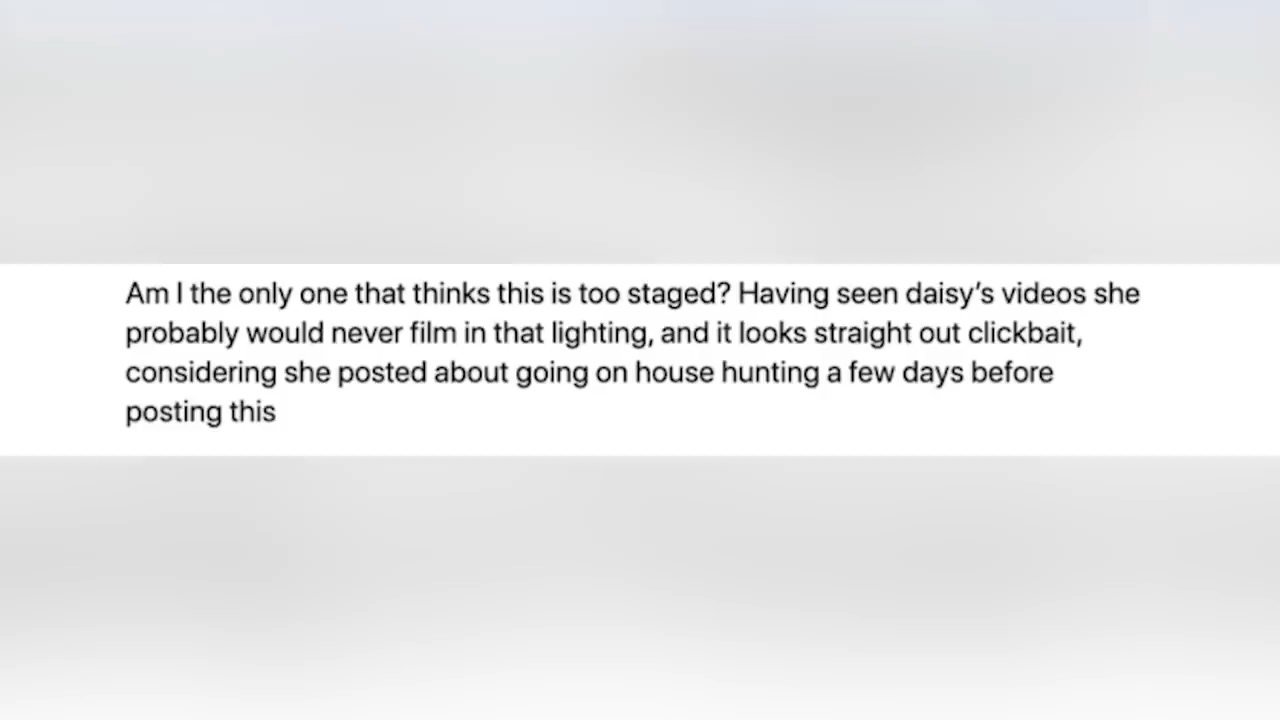 Am I the only one that thinks this is too staged? Having seen daisy’s videos she
probably would never film in that lighting, and it looks straight out clickbait,
considering she posted about going on house hunting a few days before
posting this